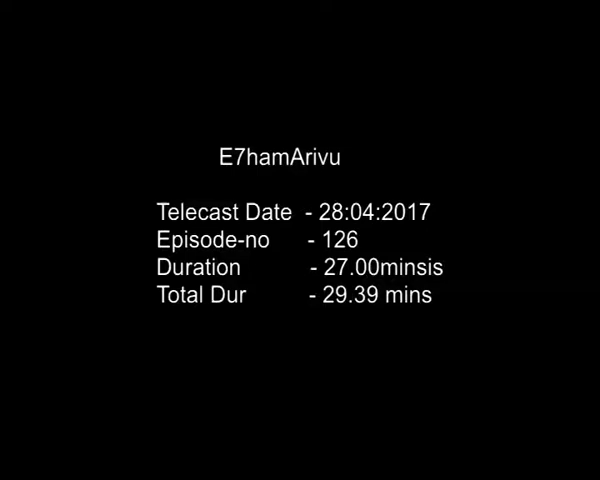 E7hamArivu
Telecast Date - 28:04:2017
Episode-no - 126
Duration - 27.00minsis
Total Dur - 29.39 mins